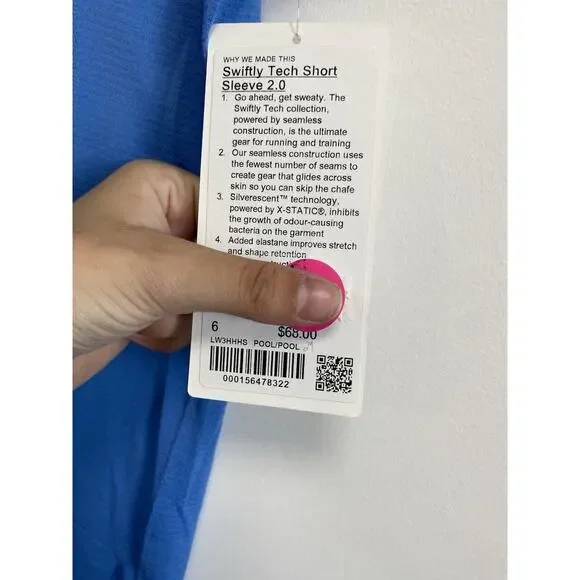 WHY WE MADE THIS
Swiftly Tech Short
Sleeve 2.0
1. Go ahead, get sweaty. The
Swiftly Tech collection,
powered by seamless
construction, is the ultimate
gear for running and training
2. Our seamless construction uses
the fewest number of seams to
create gear that glides across
skin so you can skip the chafe
3. Silverescent™ technology,
powered by X-STATIC®, inhibits
the growth of odour-causing
bacteria on the garment
4. Added elastane improves stretch
and shape retention
6 $68.00
LW3HHHS POOL/POOL
000156478322